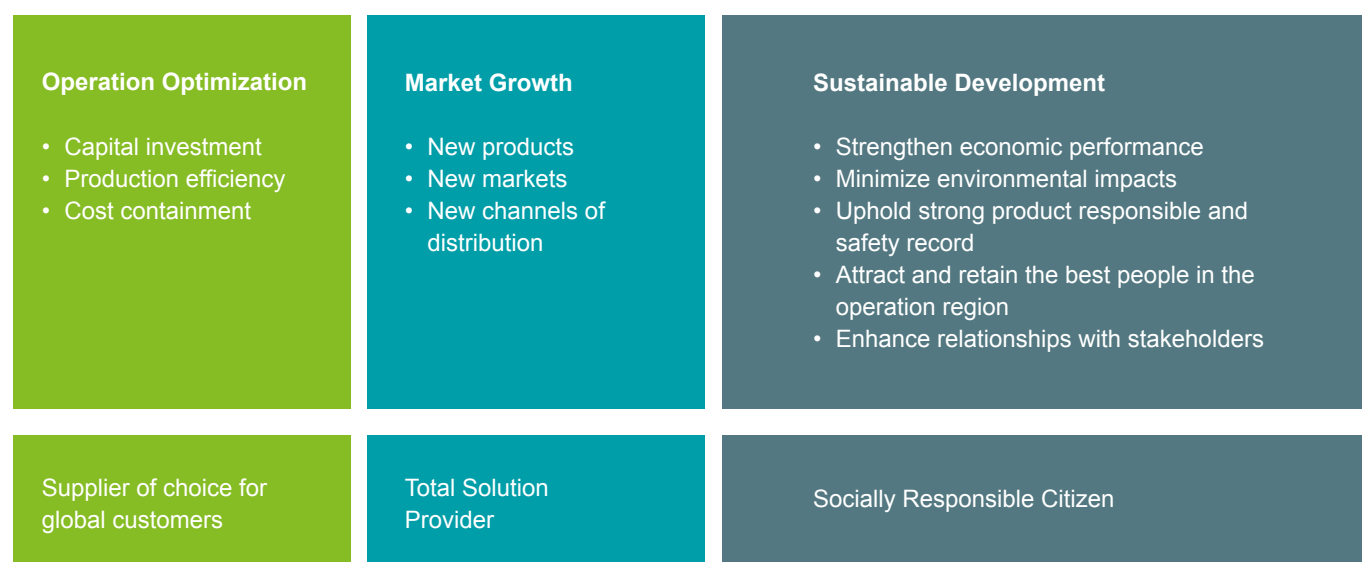 Operation Optimization
• Capital investment
• Production efficiency
• Cost containment
Market Growth
• New products
• New markets
• New channels of
distribution
Sustainable Development
• Strengthen economic performance
• Minimize environmental impacts
• Uphold strong product responsible and
safety record
• Attract and retain the best people in the
operation region
• Enhance relationships with stakeholders
Supplier of choice for
global customers
Total Solution
Provider
Socially Responsible Citizen